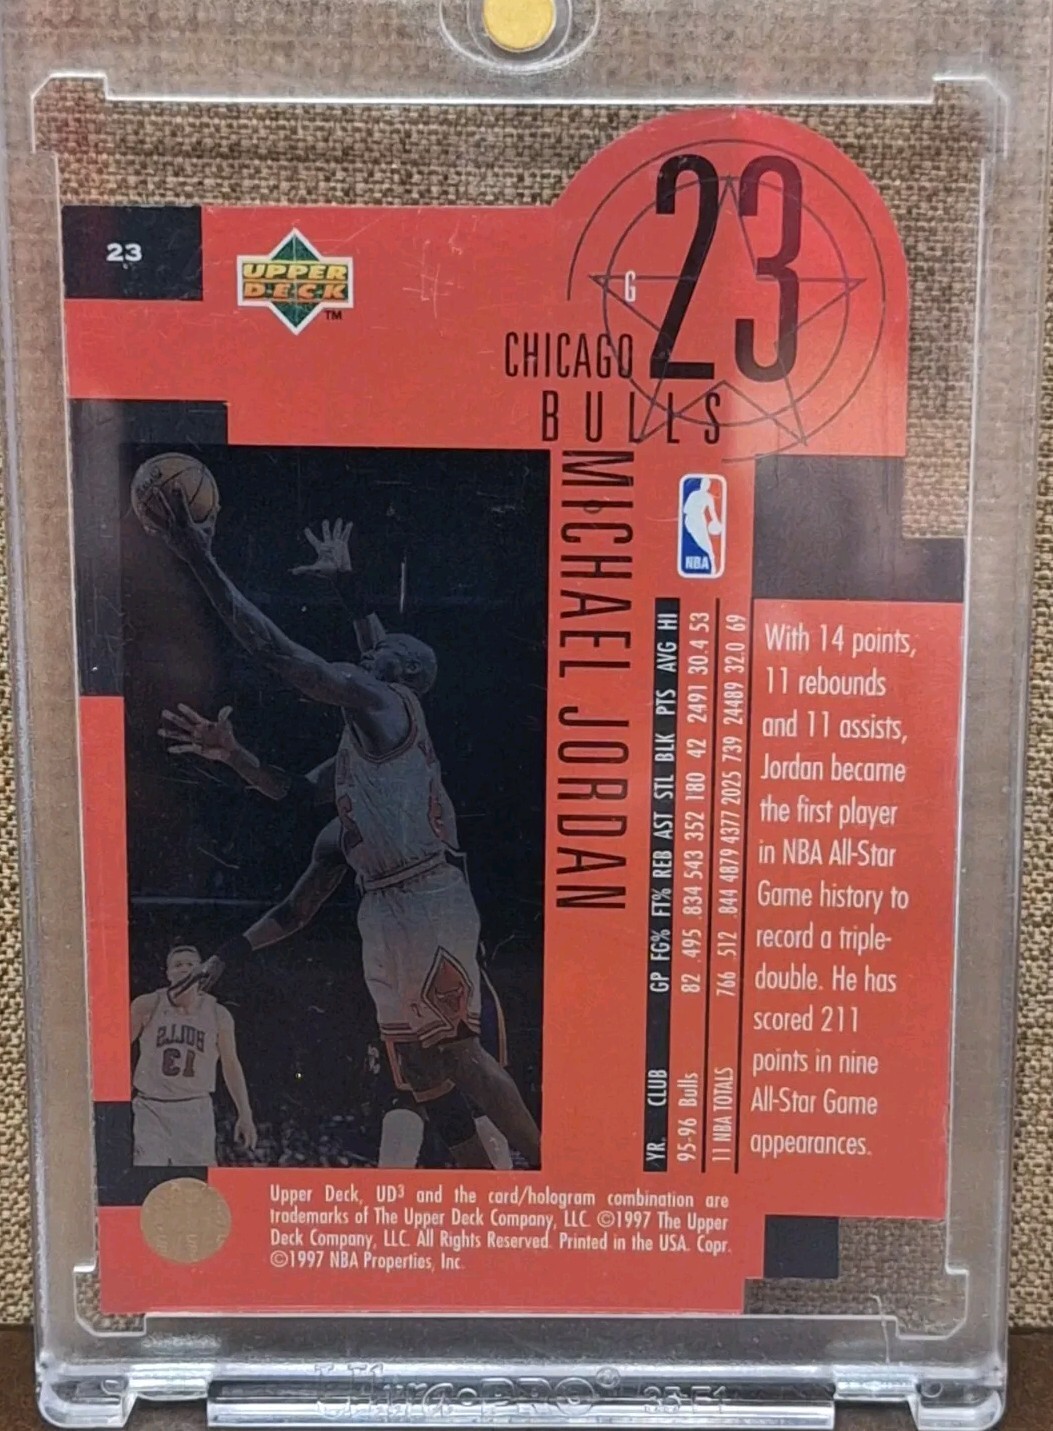 23
UPPER
DECK
™
G
23
CHICAGO
BULLS
MICHAEL JORDAN
NBA
YR. CLUB GP FG% FT% REB AST STL BLK PTS AVG HI
95-96 Bulls 82 .495 .834 543 352 180 42 2491 30.4 53
11 NBA TOTALS 766 .512 .844 4879 4377 2025 739 24489 32.0 69
With 14 points,
11 rebounds
and 11 assists,
Jordan became
the first player
in NBA All-Star
Game history to
record a triple-
double. He has
scored 211
points in nine
All-Star Game
appearances.
BULLS
13
Upper Deck, UD³ and the card/hologram combination are
trademarks of The Upper Deck Company, LLC. ©1997 The Upper
Deck Company, LLC. All Rights Reserved. Printed in the USA. Copr.
©1997 NBA Properties, Inc.
Ultra-PRO®